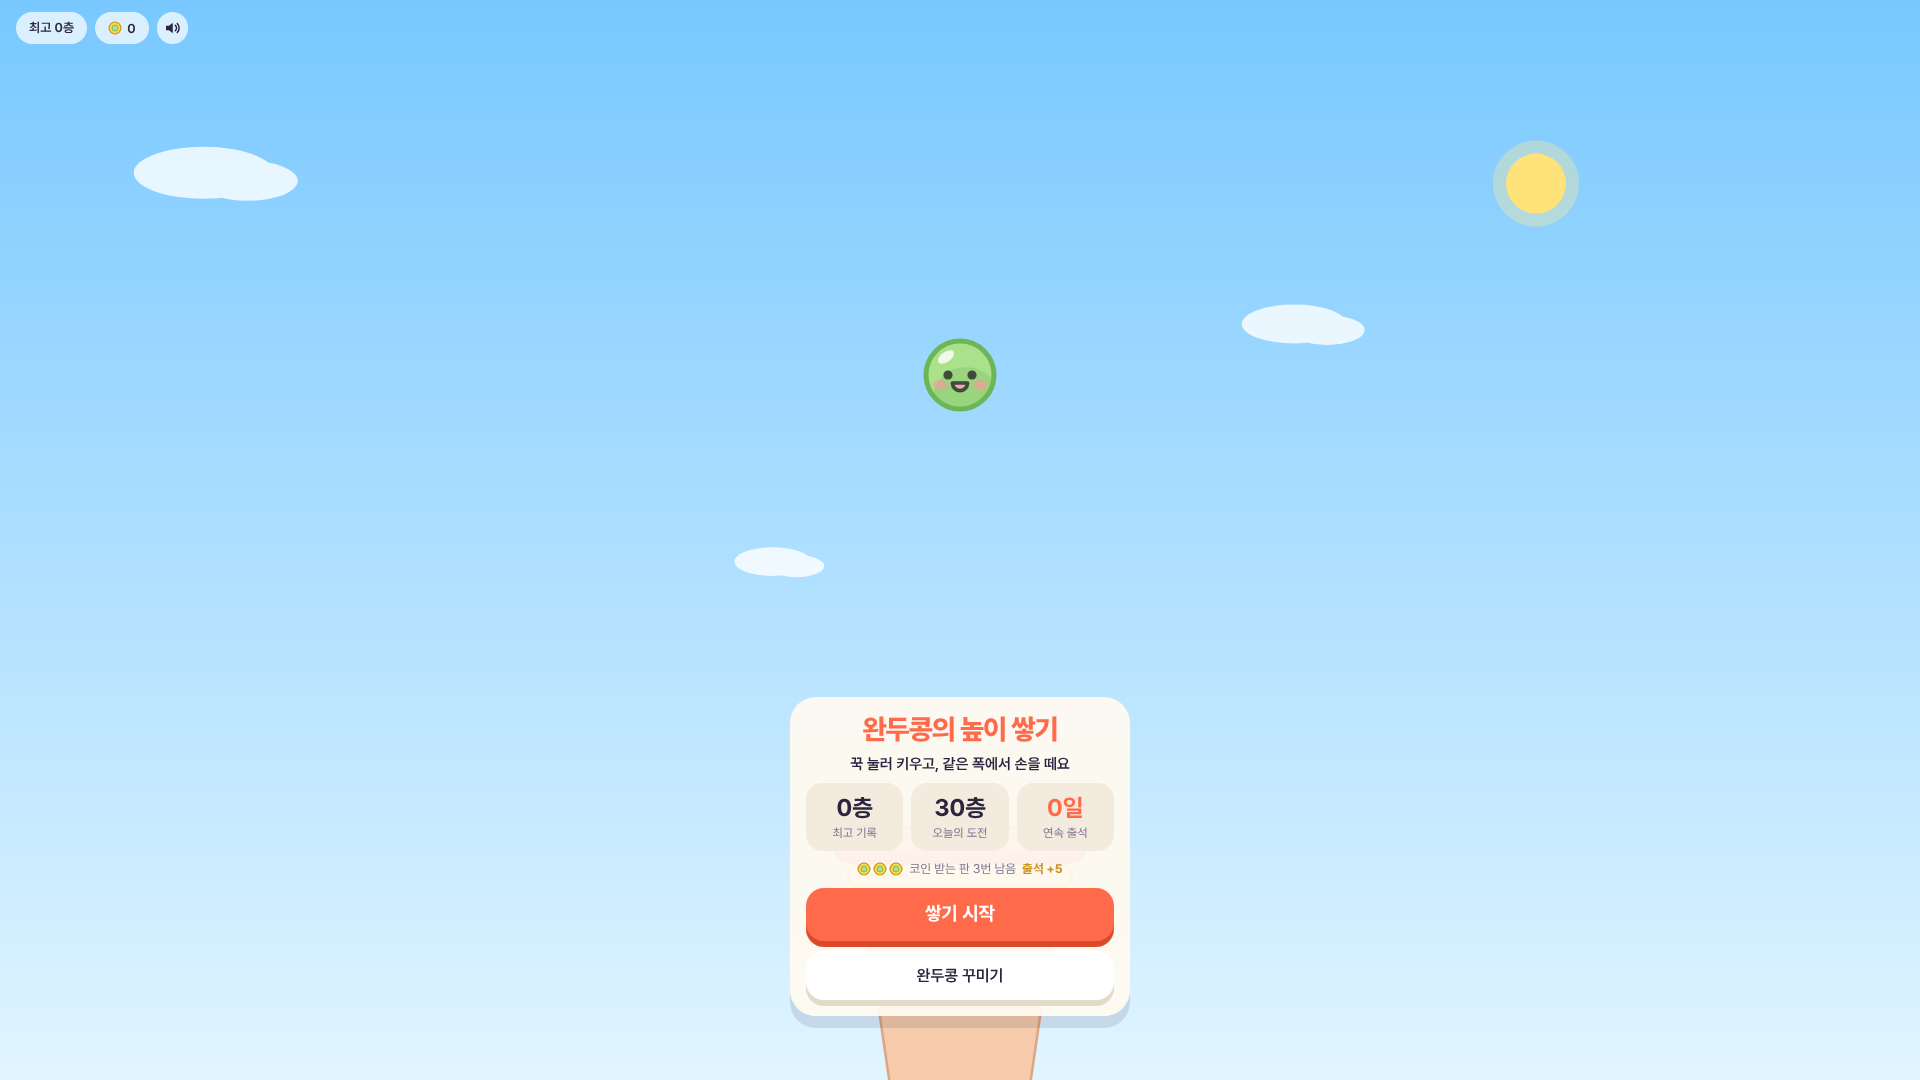 최고 0층
0
완두콩의 높이 쌓기
꾹 눌러 키우고, 같은 폭에서 손을 떼요
0층 30층 0일
최고 기록 오늘의 도전 연속 출석
코인 받는 판 3번 남음 출석 +5
쌓기 시작
완두콩 꾸미기